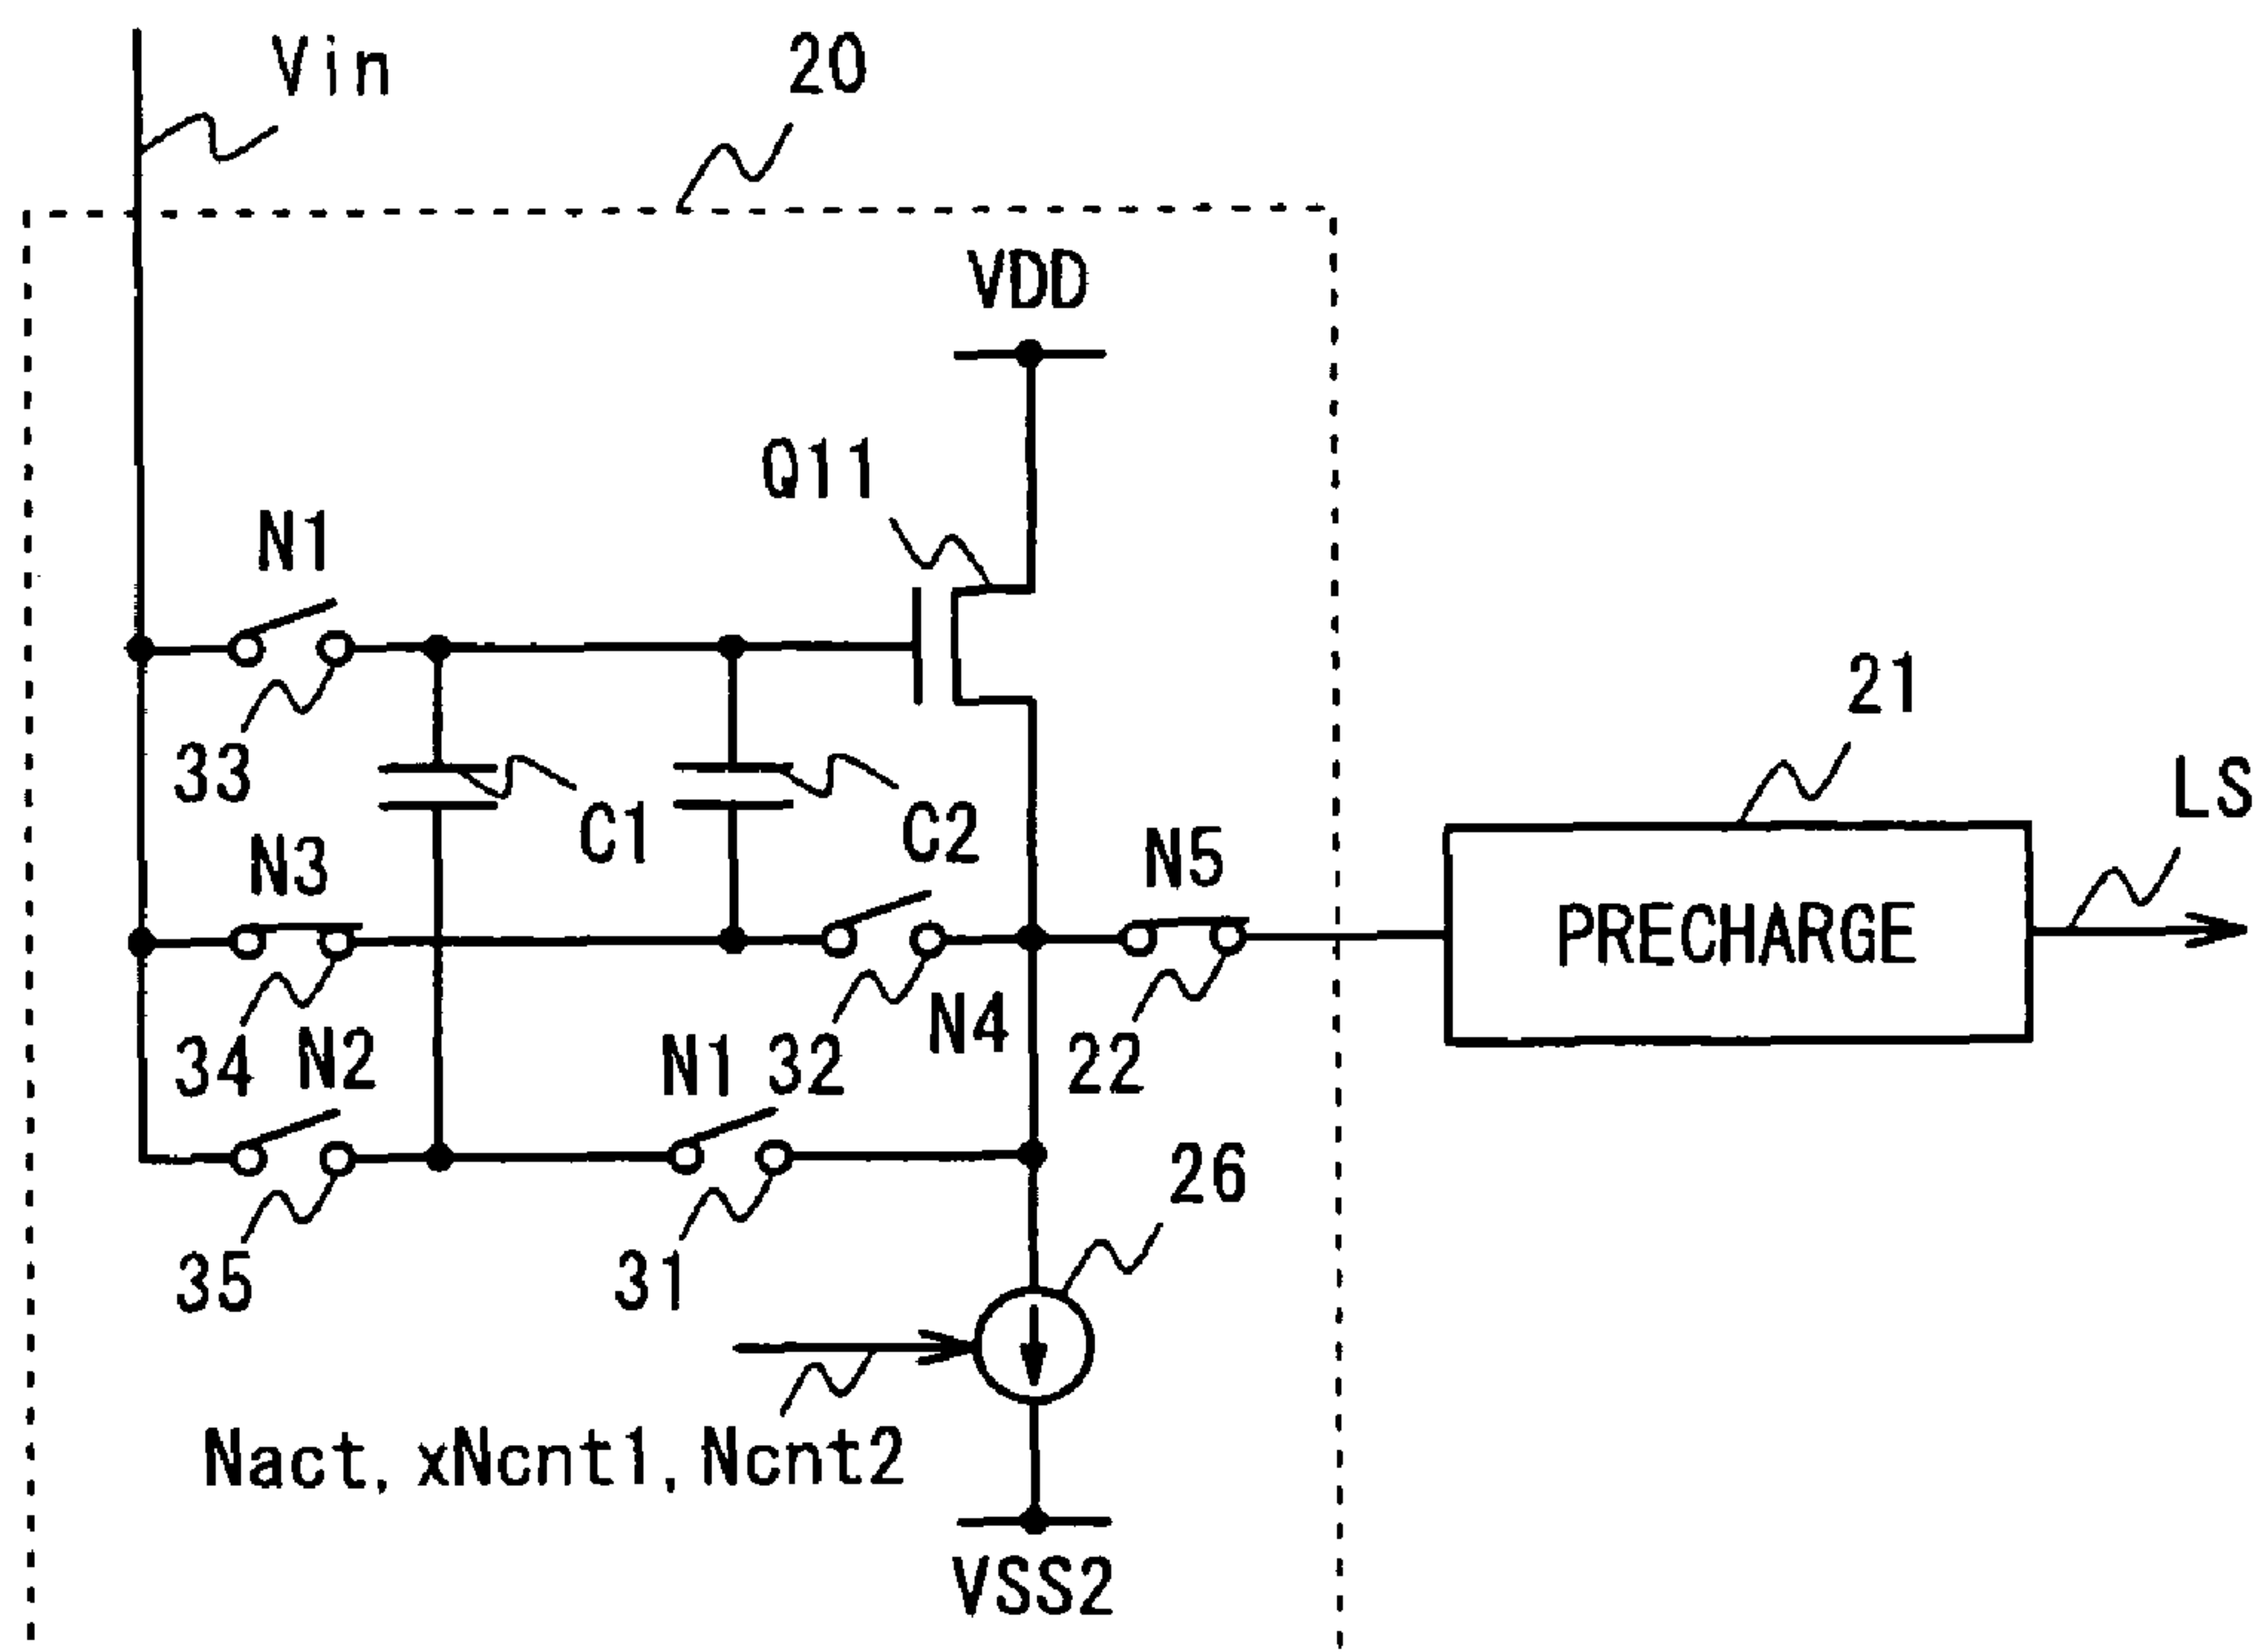 Vin
20
VDD
Q11
N1
33
21
LS
C1
C2
N3
N5
PRECHARGE
34
N2
N1
32
N4
22
26
35
31
Nact, xNcnt1, Ncnt2
VSS2